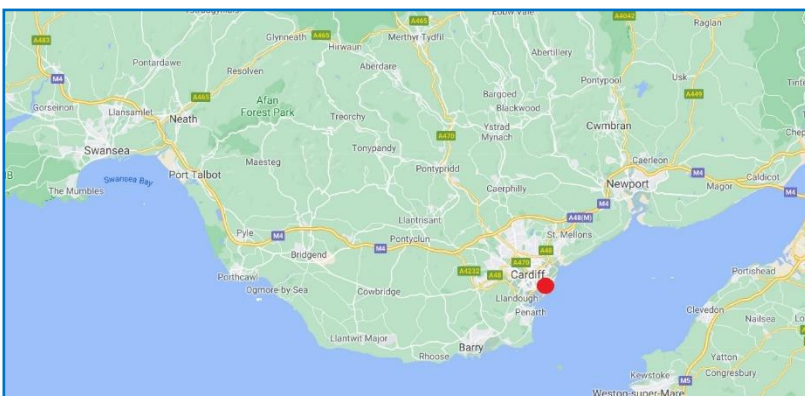 A465
Glynneath
Hirwaun
Merthyr Tydfil
Abertillery
A4042
Raglan
A483
Pontardawe
Resolven
Aberdare
Pontypool
Usk
M4
Gorseinon
Llansamlet
A465
Neath
Afan
Forest Park
Treorchy
Bargoed
Blackwood
A449
Swansea
Maesteg
Tonypandy
A470
Ystrad
Mynach
Cwmbran
Port Talbot
Pontypridd
Caerphilly
Caerleon
M4
Caldicot
Swansea Bay
The Mumbles
Newport
Magor
M4
Llantrisant
M4
A48(M)
Pyle
M4
Pontyclun
M4
St. Mellons
Bridgend
A470
A48
Portishead
Porthcawl
Ogmore-by-Sea
Cowbridge
A4232
A48
Cardiff
Llandough
Penarth
Clevedon
Nailsea
Llantwit Major
Barry
Rhoose
Yatton
Kewstoke
Congresbury
M5
Weston-super-Mare